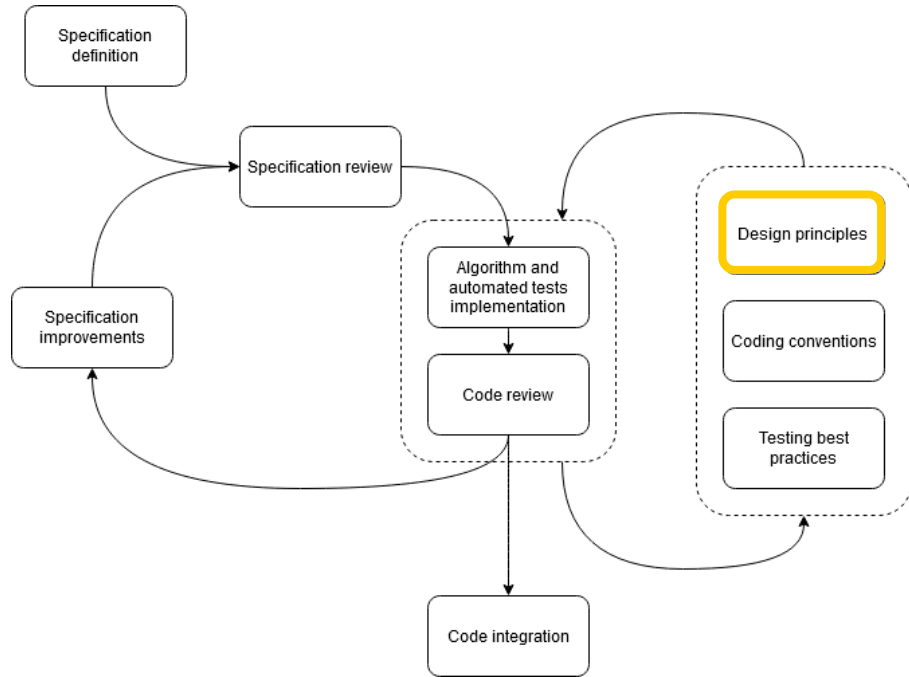 Specification
definition
Specification review
Algorithm and
automated tests
implementation
Code review
Specification
improvements
Code integration
Design principles
Coding conventions
Testing best
practices